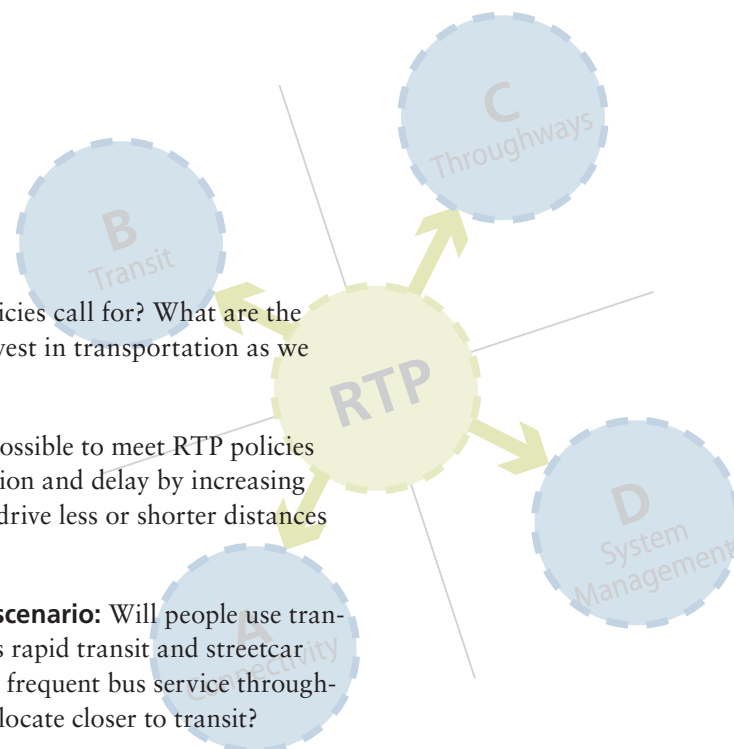 C
Throughways
B
Transit
icies call for? What are the
vest in transportation as we
RTP
ossible to meet RTP policies
ion and delay by increasing
drive less or shorter distances
D
System
Management
scenario: Will people use tran-
s rapid transit and streetcar
frequent bus service through-
locate closer to transit?
A
Connectivity